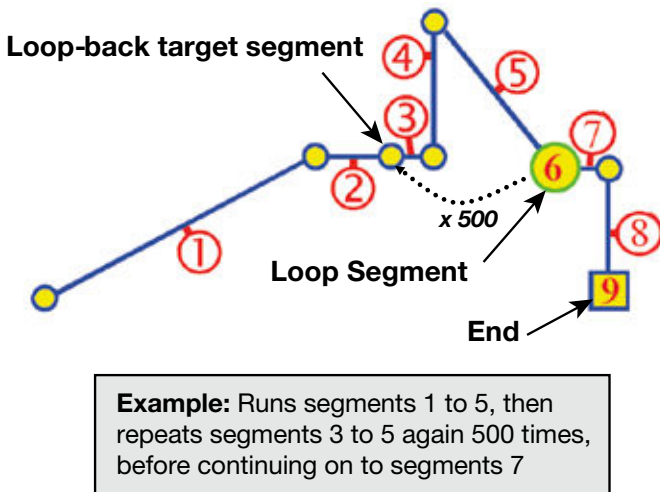 Loop-back target segment
4
5
3
7
2
6
x 500
1
8
Loop Segment
9
End
Example: Runs segments 1 to 5, then
repeats segments 3 to 5 again 500 times,
before continuing on to segments 7